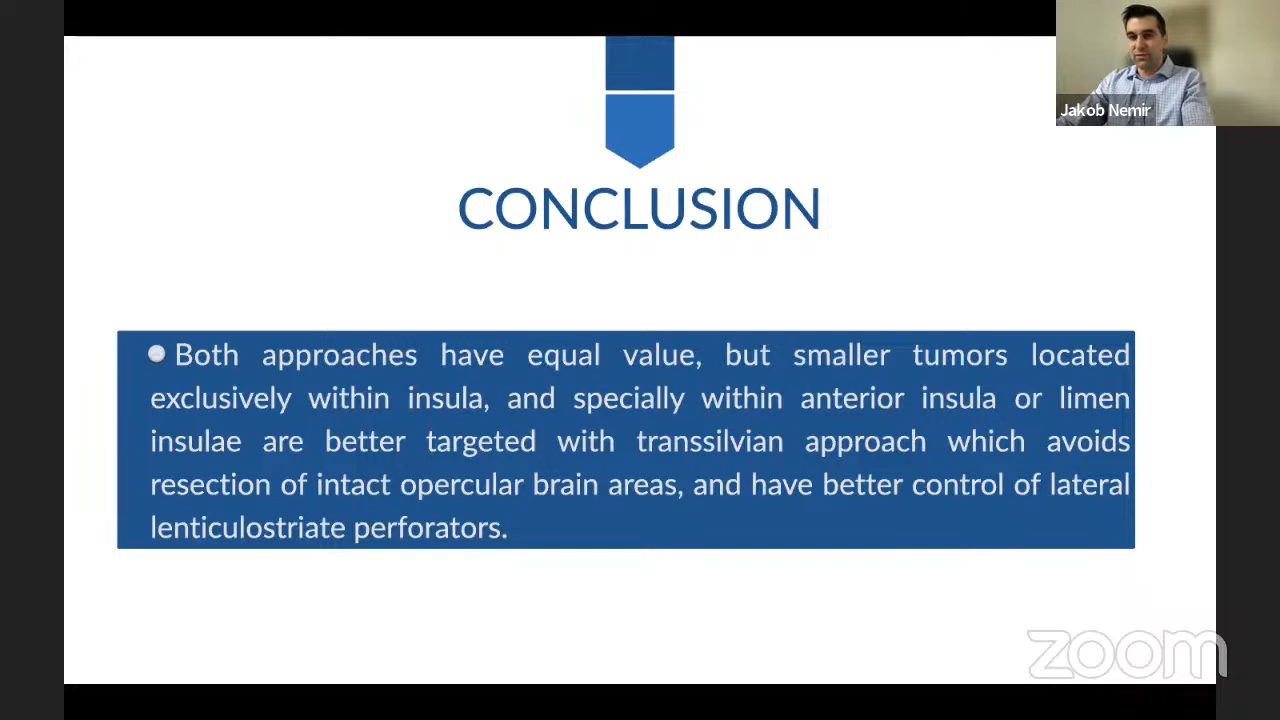 Jakob Nemir
CONCLUSION
Both approaches have equal value, but smaller tumors located
exclusively within insula, and specially within anterior insula or limen
insulae are better targeted with transsilvian approach which avoids
resection of intact opercular brain areas, and have better control of lateral
lenticulostriate perforators.
zoom